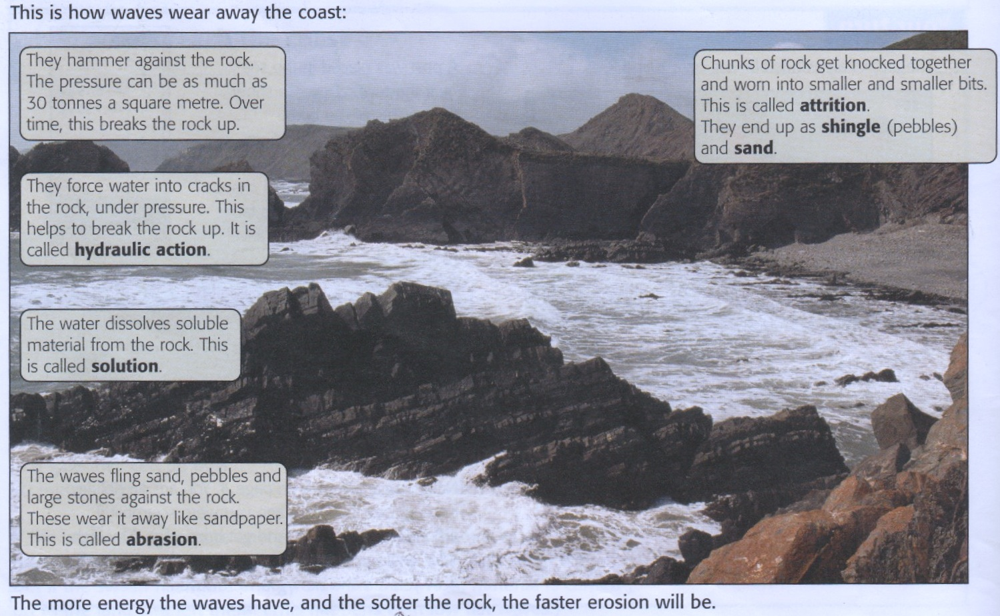 This is how waves wear away the coast:
They hammer against the rock.
The pressure can be as much as
30 tonnes a square metre. Over
time, this breaks the rock up.
They force water into cracks in
the rock, under pressure. This
helps to break the rock up. It is
called hydraulic action.
The water dissolves soluble
material from the rock. This
is called solution.
The waves fling sand, pebbles and
large stones against the rock.
These wear it away like sandpaper.
This is called abrasion.
Chunks of rock get knocked together
and worn into smaller and smaller bits.
This is called attrition.
They end up as shingle (pebbles)
and sand.
The more energy the waves have, and the softer the rock, the faster erosion will be.